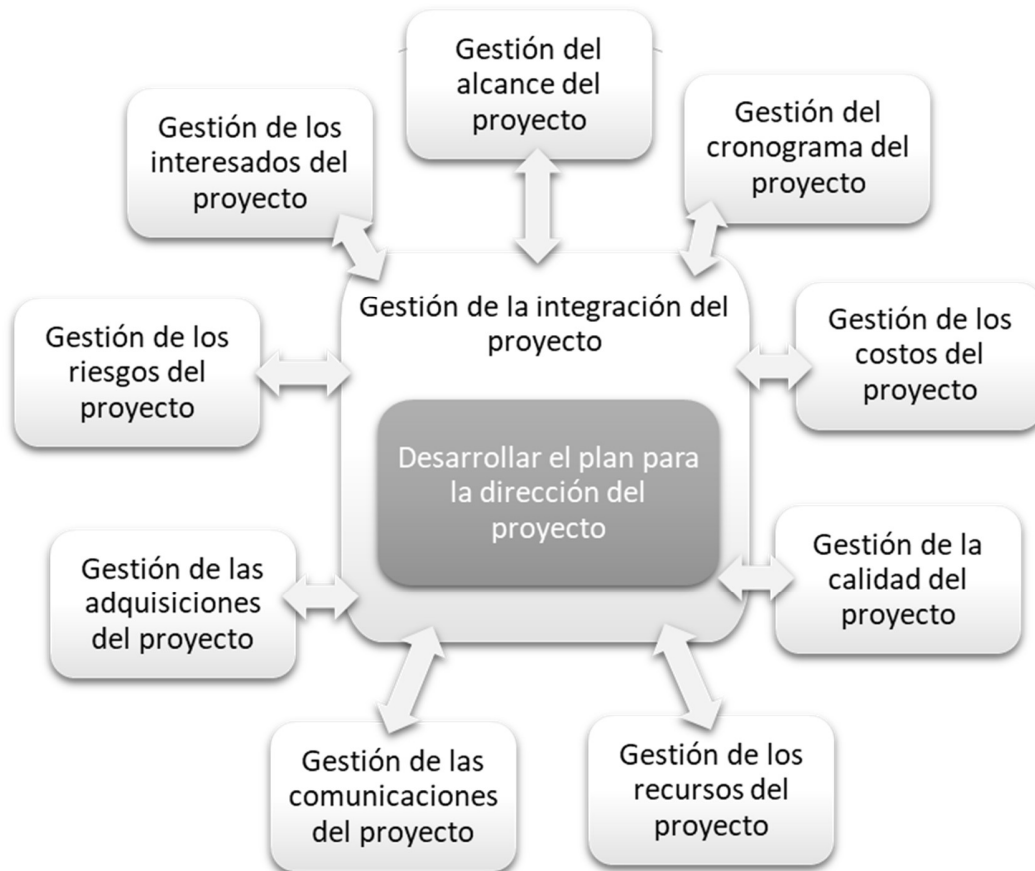 Gestión del
alcance del
proyecto
Gestión del
cronograma del
proyecto
Gestión de los
interesados del
proyecto
Gestión de la integración del
proyecto
Gestión de los
costos del
proyecto
Gestión de los
riesgos del
proyecto
Desarrollar el plan para
la dirección del
proyecto
Gestión de la
calidad del
proyecto
Gestión de las
adquisiciones
del proyecto
Gestión de las
comunicaciones
del proyecto
Gestión de los
recursos del
proyecto